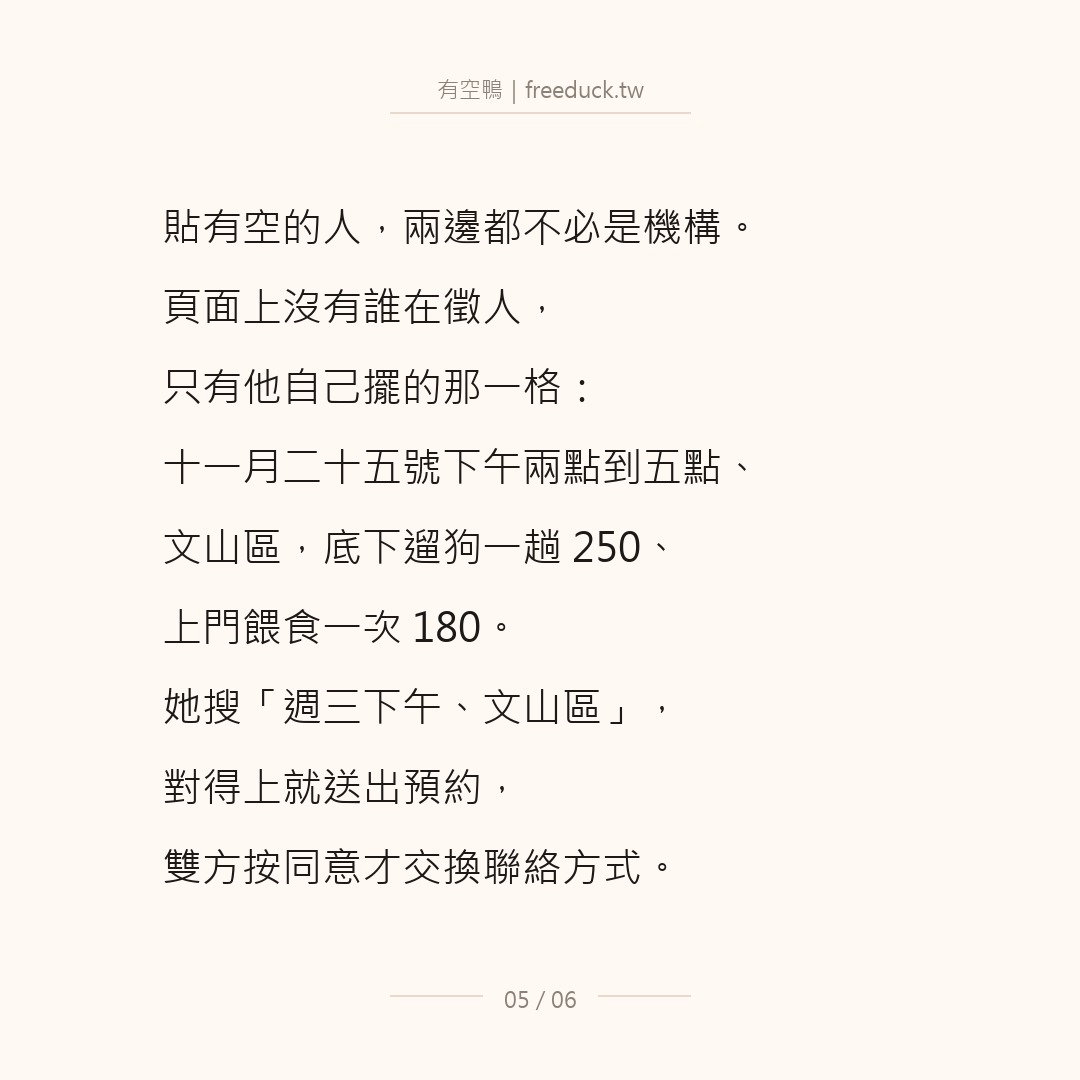 有空鴨 | freeduck.tw
貼有空的人，兩邊都不必是機構。
頁面上沒有誰在徵人，
只有他自己擺的那一格：
十一月二十五號下午兩點到五點、
文山區，底下遛狗一趟 250、
上門餵食一次 180。
她搜「週三下午、文山區」，
對得上就送出預約，
雙方按同意才交換聯絡方式。
05 / 06